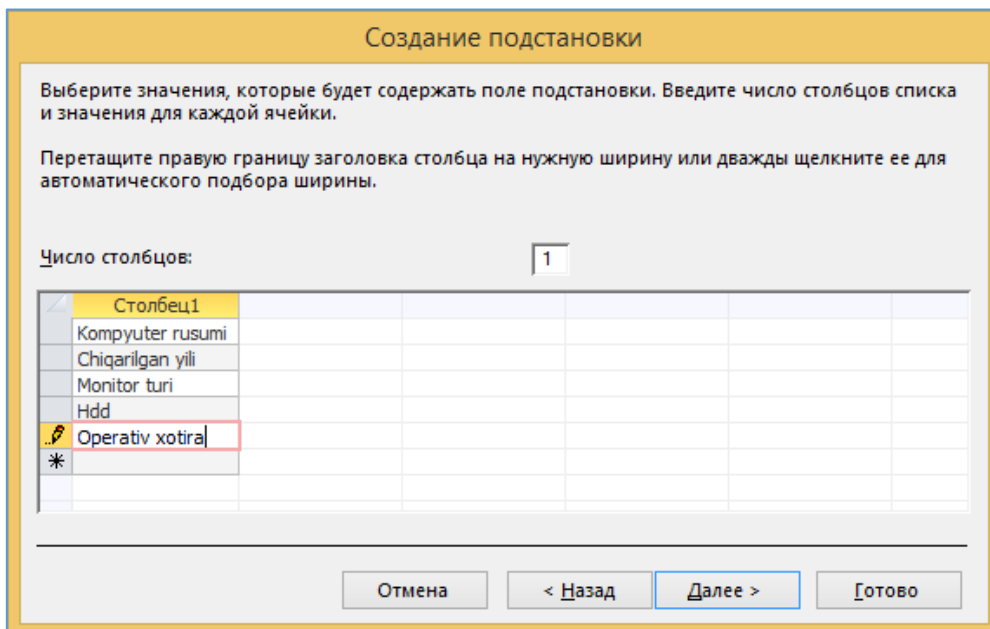 Создание подстановки
Выберите значения, которые будет содержать поле подстановки. Введите число столбцов списка
и значения для каждой ячейки.
Перетащите правую границу заголовка столбца на нужную ширину или дважды щелкните ее для
автоматического подбора ширины.
Число столбцов: 1
Столбец1
Kompyuter rusumi
Chiqarilgan yili
Monitor turi
Hdd
Operativ xotira
Отмена < Назад Далее > Готово